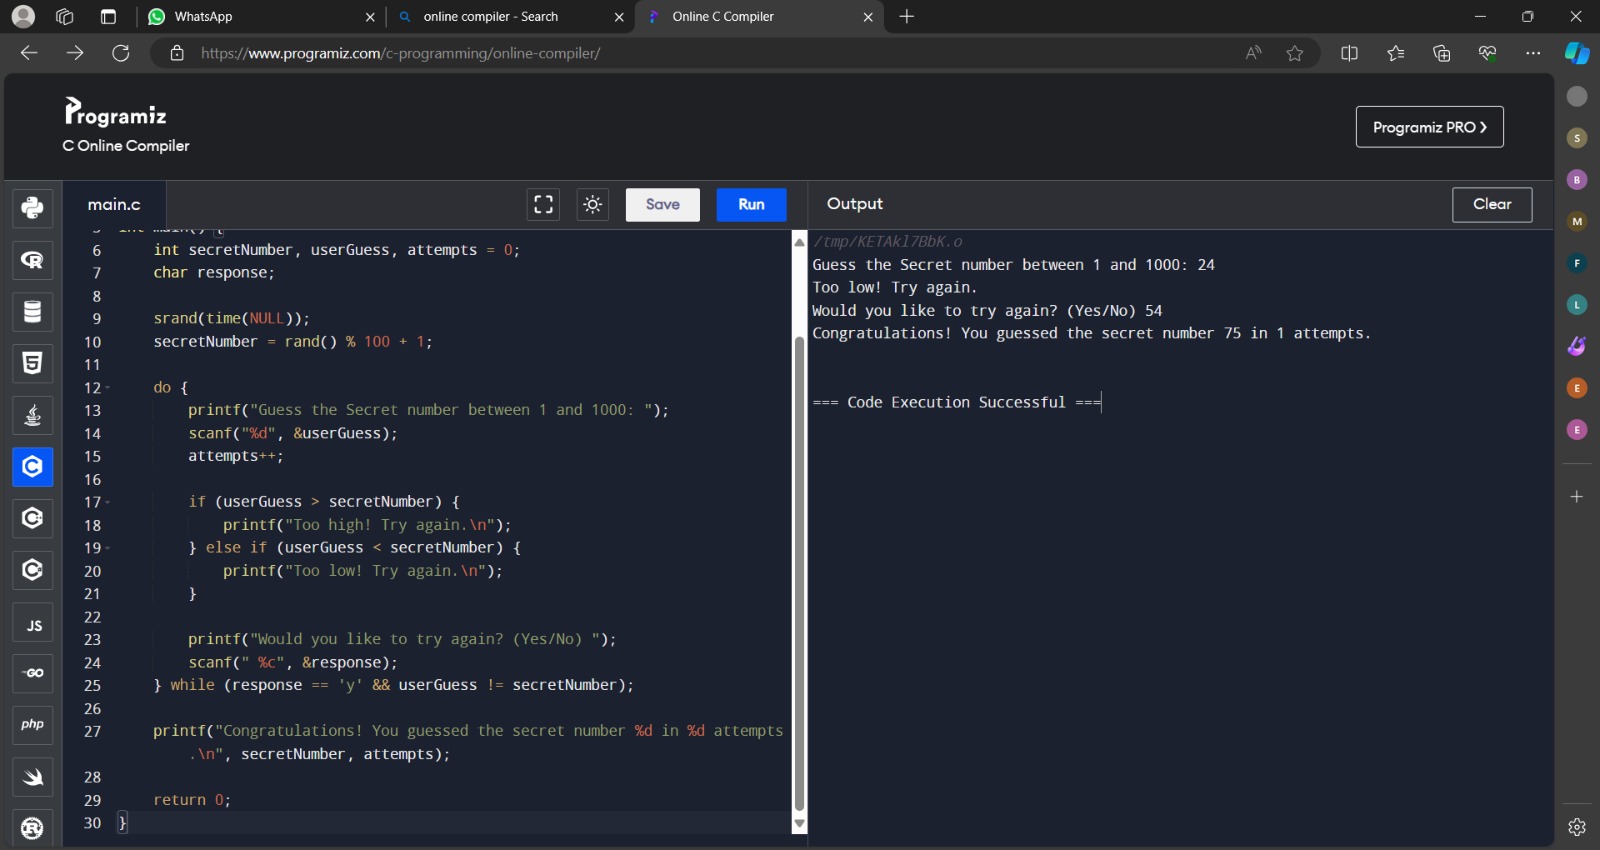 WhatsApp
online compiler - Search
Online C Compiler
https://www.programiz.com/c-programming/online-compiler/
Programiz
C Online Compiler
Programiz PRO
main.c
Save
Run
Output
Clear
5 int main() {
6 int secretNumber, userGuess, attempts = 0;
7 char response;
8
9 srand(time(NULL));
10 secretNumber = rand() % 100 + 1;
11
12 do {
13 printf("Guess the Secret number between 1 and 1000: ");
14 scanf("%d", &userGuess);
15 attempts++;
16
17 if (userGuess > secretNumber) {
18 printf("Too high! Try again.\n");
19 } else if (userGuess < secretNumber) {
20 printf("Too low! Try again.\n");
21 }
22
23 printf("Would you like to try again? (Yes/No) ");
24 scanf(" %c", &response);
25 } while (response == 'y' && userGuess != secretNumber);
26
27 printf("Congratulations! You guessed the secret number %d in %d attempts
.\n", secretNumber, attempts);
28
29 return 0;
30 }
/tmp/KETAkl7BbK.o
Guess the Secret number between 1 and 1000: 24
Too low! Try again.
Would you like to try again? (Yes/No) 54
Congratulations! You guessed the secret number 75 in 1 attempts.
=== Code Execution Successful ===
R
5
C
C
C
JS
GO
php
R
S
B
M
F
L
E
E